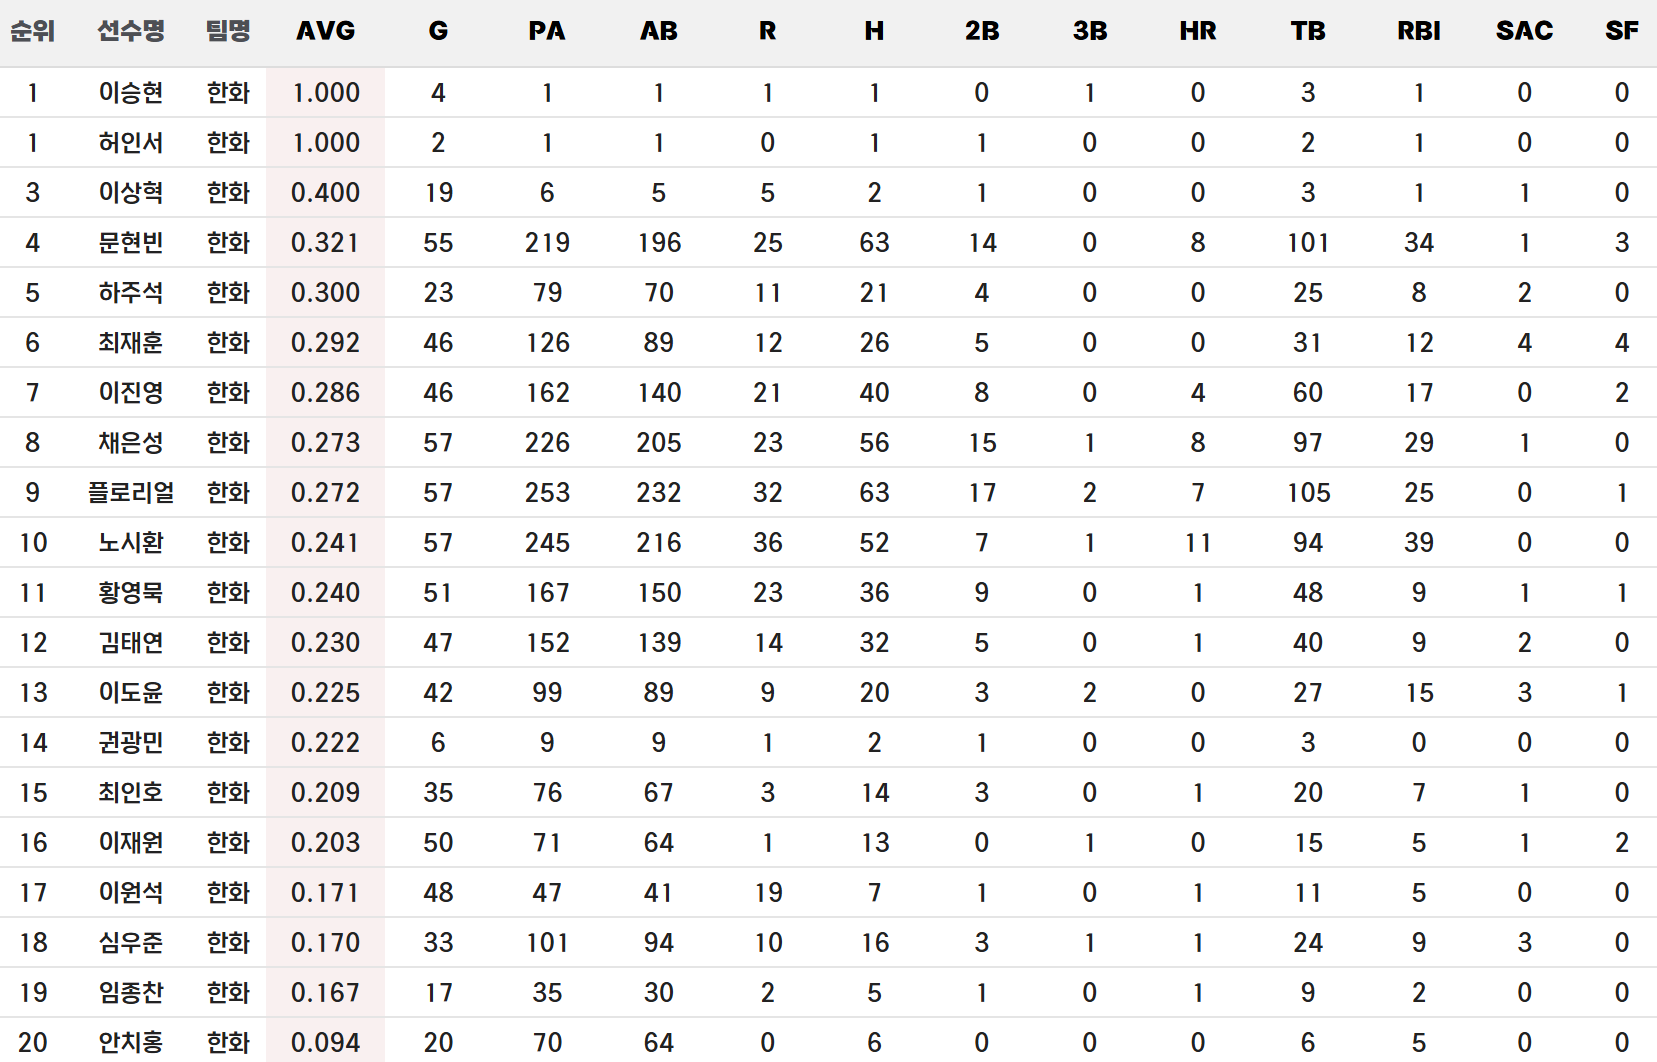 순위 선수명 팀명 AVG G PA AB R H 2B 3B HR TB RBI SAC SF
1 이승현 한화 1.000 4 1 1 1 1 0 1 0 3 1 0 0
1 허인서 한화 1.000 2 1 1 0 1 1 0 0 2 1 0 0
3 이상혁 한화 0.400 19 6 5 5 2 1 0 0 3 1 1 0
4 문현빈 한화 0.321 55 219 196 25 63 14 0 8 101 34 1 3
5 하주석 한화 0.300 23 79 70 11 21 4 0 0 25 8 2 0
6 최재훈 한화 0.292 46 126 89 12 26 5 0 0 31 12 4 4
7 이진영 한화 0.286 46 162 140 21 40 8 0 4 60 17 0 2
8 채은성 한화 0.273 57 226 205 23 56 15 1 8 97 29 1 0
9 플로리얼 한화 0.272 57 253 232 32 63 17 2 7 105 25 0 1
10 노시환 한화 0.241 57 245 216 36 52 7 1 11 94 39 0 0
11 황영묵 한화 0.240 51 167 150 23 36 9 0 1 48 9 1 1
12 김태연 한화 0.230 47 152 139 14 32 5 0 1 40 9 2 0
13 이도윤 한화 0.225 42 99 89 9 20 3 2 0 27 15 3 1
14 권광민 한화 0.222 6 9 9 1 2 1 0 0 3 0 0 0
15 최인호 한화 0.209 35 76 67 3 14 3 0 1 20 7 1 0
16 이재원 한화 0.203 50 71 64 1 13 0 1 0 15 5 1 2
17 이원석 한화 0.171 48 47 41 19 7 1 0 1 11 5 0 0
18 심우준 한화 0.170 33 101 94 10 16 3 1 1 24 9 3 0
19 임종찬 한화 0.167 17 35 30 2 5 1 0 1 9 2 0 0
20 안치홍 한화 0.094 20 70 64 0 6 0 0 0 6 5 0 0